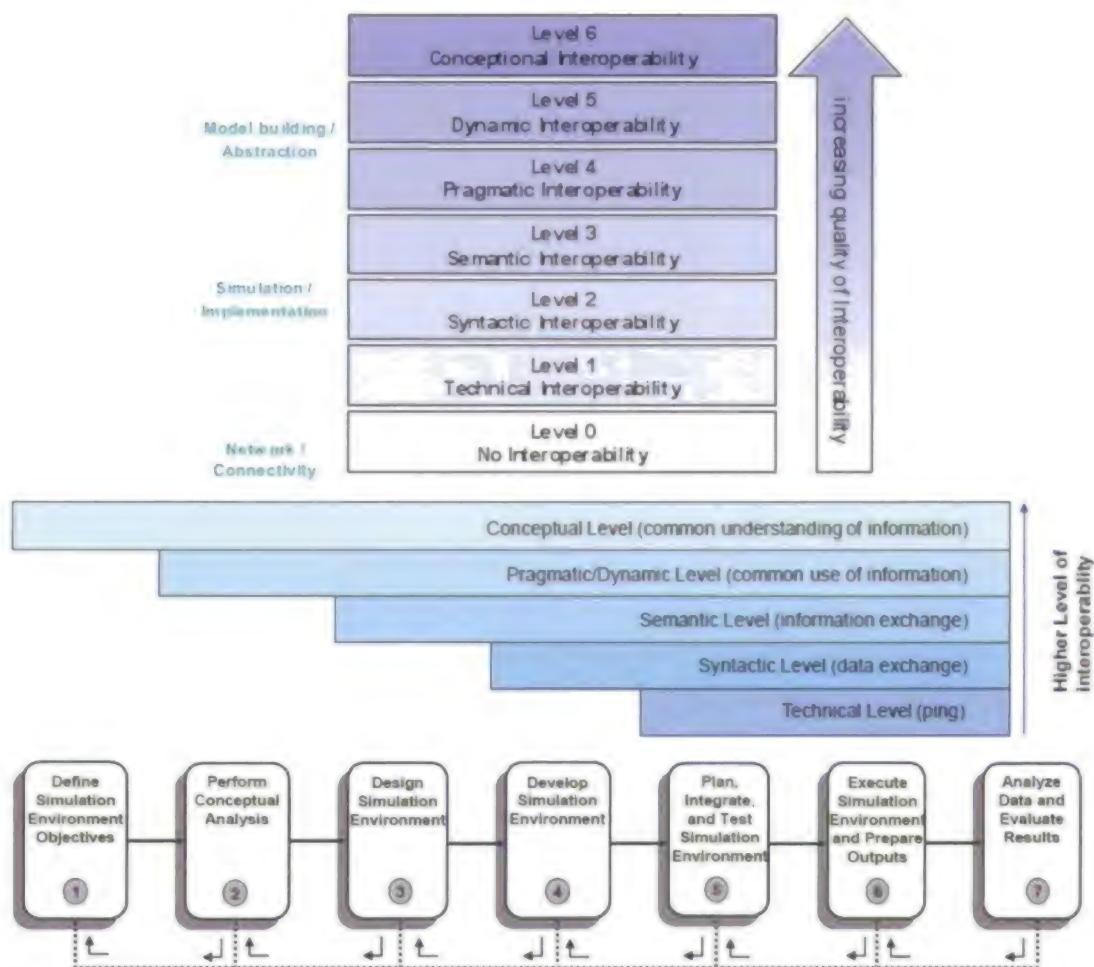 Level 6
Conceptional Interoperability
Level 5
Dynamic Interoperability
Model building /
Abstraction
Level 4
Pragmatic Interoperability
Level 3
Semantic Interoperability
Simulation /
Implementation
Level 2
Syntactic Interoperability
Level 1
Technical Interoperability
Level 0
No Interoperability
Network /
Connectivity
increasing quality of Interoperability
Conceptual Level (common understanding of information)
Pragmatic/Dynamic Level (common use of information)
Semantic Level (information exchange)
Syntactic Level (data exchange)
Technical Level (ping)
Higher Level of
interoperablity
Define
Simulation
Environment
Objectives
1
Perform
Conceptual
Analysis
2
Design
Simulation
Environment
3
Develop
Simulation
Environment
4
Plan,
Integrate,
and Test
Simulation
Environment
5
Execute
Simulation
Environment
and Prepare
Outputs
6
Analyze
Data and
Evaluate
Results
7